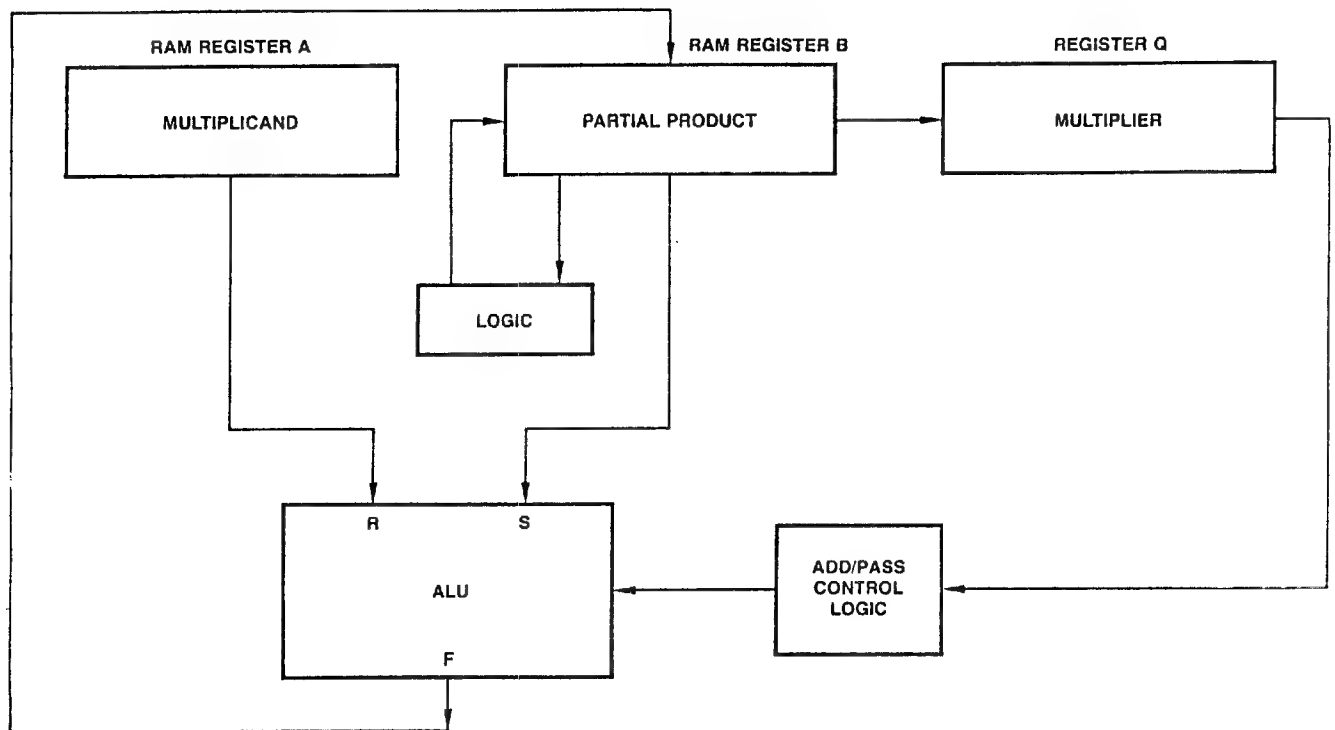 RAM REGISTER A
RAM REGISTER B
REGISTER Q
MULTIPLICAND
PARTIAL PRODUCT
MULTIPLIER
LOGIC
R
S
ALU
F
ADD/PASS
CONTROL
LOGIC